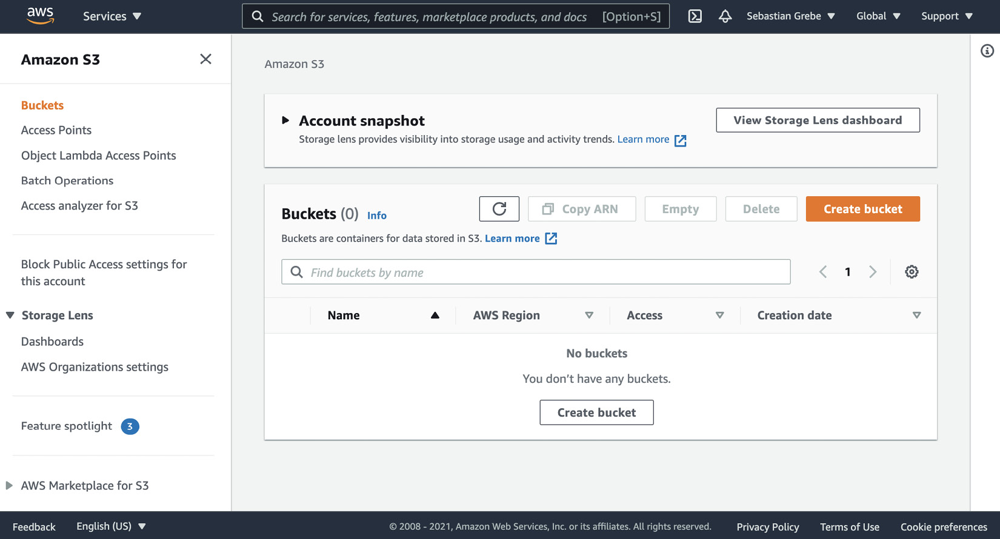 aws
Services
Search for services, features, marketplace products, and docs [Option+S]
Sebastian Grebe
Global
Support
Amazon S3
Buckets
Access Points
Object Lambda Access Points
Batch Operations
Access analyzer for S3
Block Public Access settings for
this account
Storage Lens
Dashboards
AWS Organizations settings
Feature spotlight 3
AWS Marketplace for S3
Amazon S3
Account snapshot
Storage lens provides visibility into storage usage and activity trends. Learn more
View Storage Lens dashboard
Buckets (0) Info
Copy ARN
Empty
Delete
Create bucket
Buckets are containers for data stored in S3. Learn more
Find buckets by name
1
Name
AWS Region
Access
Creation date
No buckets
You don’t have any buckets.
Create bucket
Feedback
English (US)
© 2008 - 2021, Amazon Web Services, Inc. or its affiliates. All rights reserved.
Privacy Policy
Terms of Use
Cookie preferences